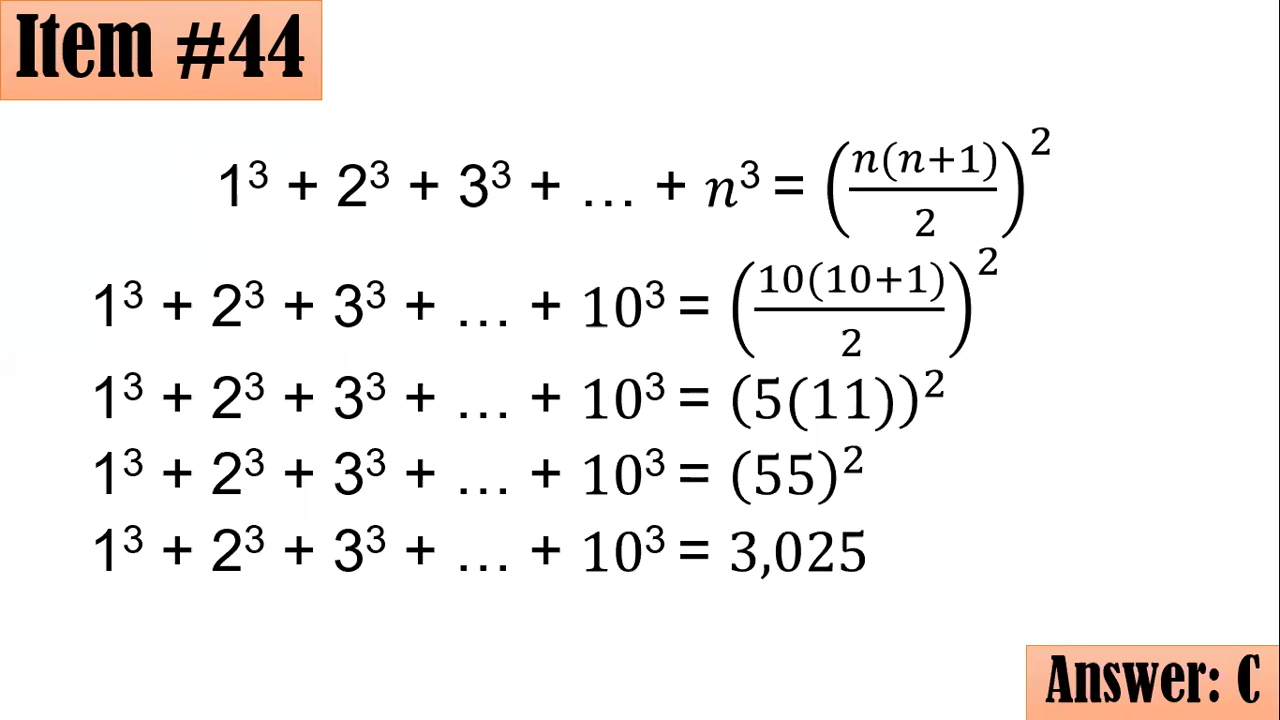 Item #44
1³ + 2³ + 3³ + … + n³ = (n(n+1)/2)²
1³ + 2³ + 3³ + … + 10³ = (10(10+1)/2)²
1³ + 2³ + 3³ + … + 10³ = (5(11))²
1³ + 2³ + 3³ + … + 10³ = (55)²
1³ + 2³ + 3³ + … + 10³ = 3,025
Answer: C